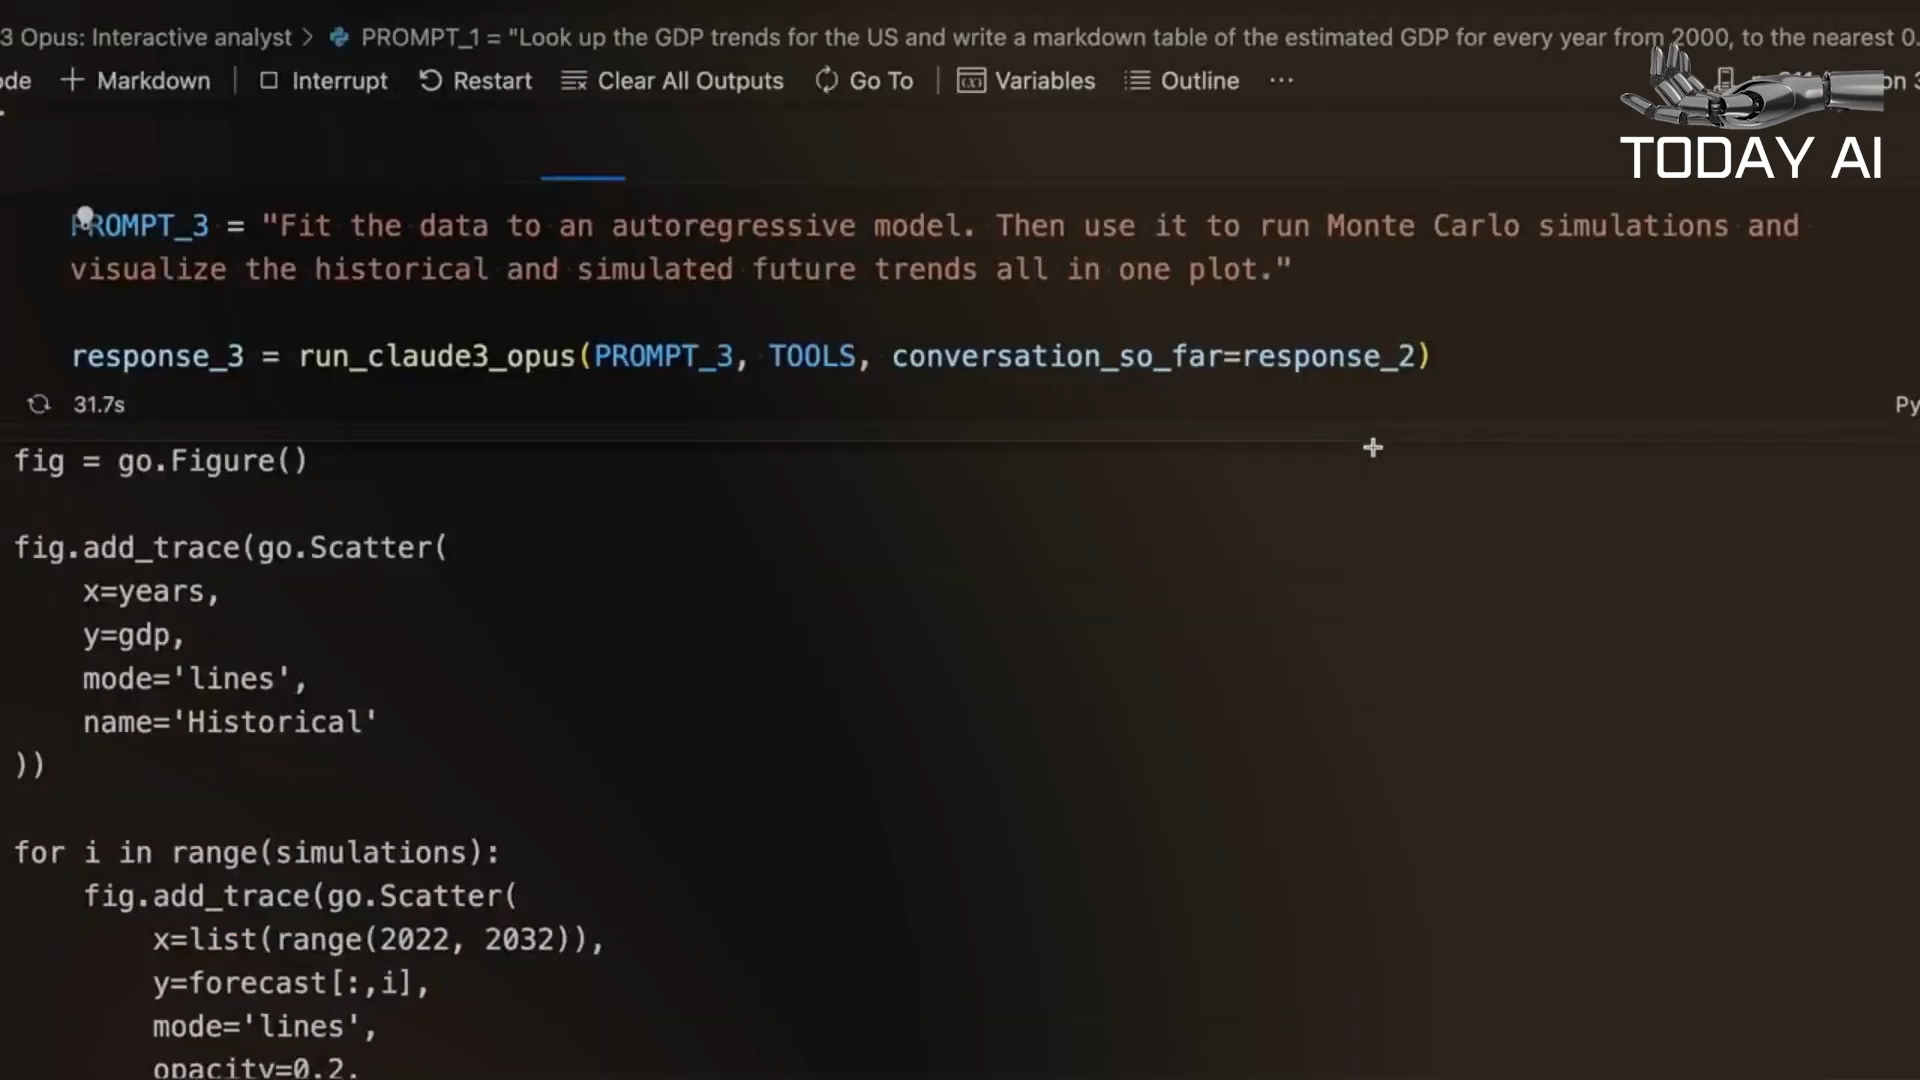 3 Opus: Interactive analyst > PROMPT_1 = "Look up the GDP trends for the US and write a markdown table of the estimated GDP for every year from 2000, to the nearest 0.
ode + Markdown | Interrupt Restart Clear All Outputs Go To | Variables Outline ···
TODAY AI
PROMPT_3 = "Fit the data to an autoregressive model. Then use it to run Monte Carlo simulations and
visualize the historical and simulated future trends all in one plot."
response_3 = run_claude3_opus(PROMPT_3, TOOLS, conversation_so_far=response_2)
31.7s
Py
fig = go.Figure()
fig.add_trace(go.Scatter(
    x=years,
    y=gdp,
    mode='lines',
    name='Historical'
))
for i in range(simulations):
    fig.add_trace(go.Scatter(
        x=list(range(2022, 2032)),
        y=forecast[:,i],
        mode='lines',
        opacity=0.2,